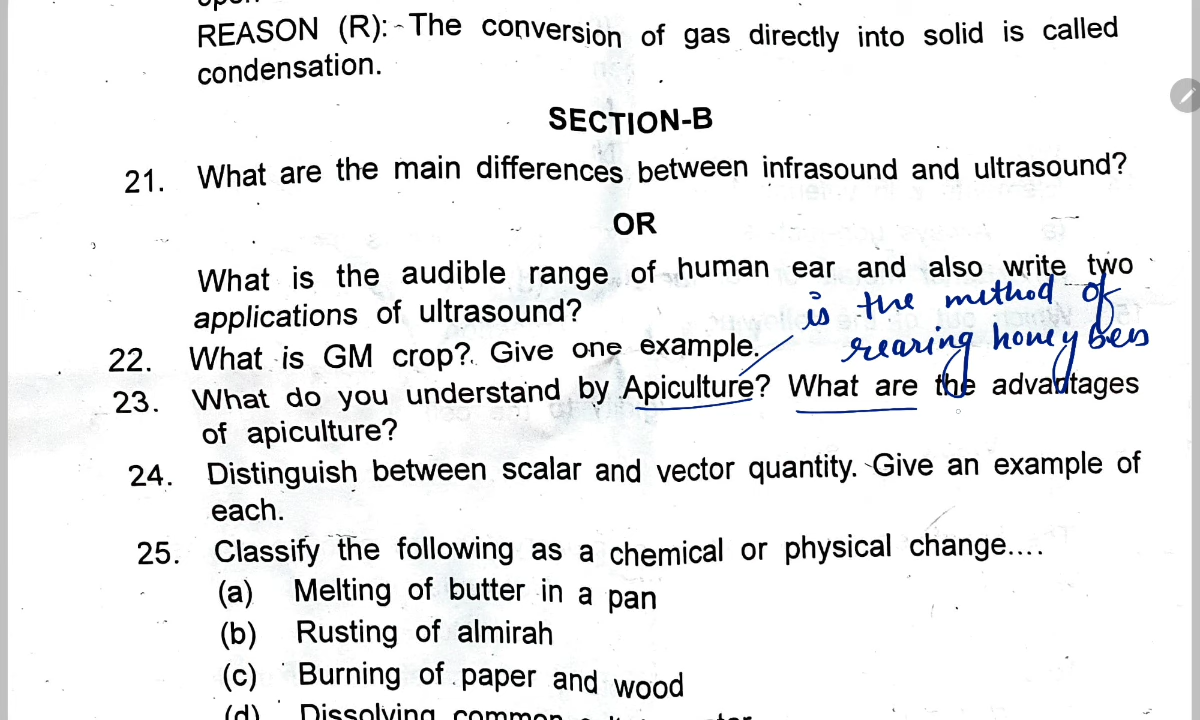 REASON (R): - The conversion of gas directly into solid is called
condensation.
SECTION-B
21. What are the main differences between infrasound and ultrasound?
OR
What is the audible range of human ear and also write two
applications of ultrasound?
is the method of
rearing honey bees
22. What is GM crop? Give one example.
23. What do you understand by Apiculture? What are the advantages
of apiculture?
24. Distinguish between scalar and vector quantity. Give an example of
each.
25. Classify the following as a chemical or physical change....
(a) Melting of butter in a pan
(b) Rusting of almirah
(c) Burning of paper and wood
(d) Dissolving common